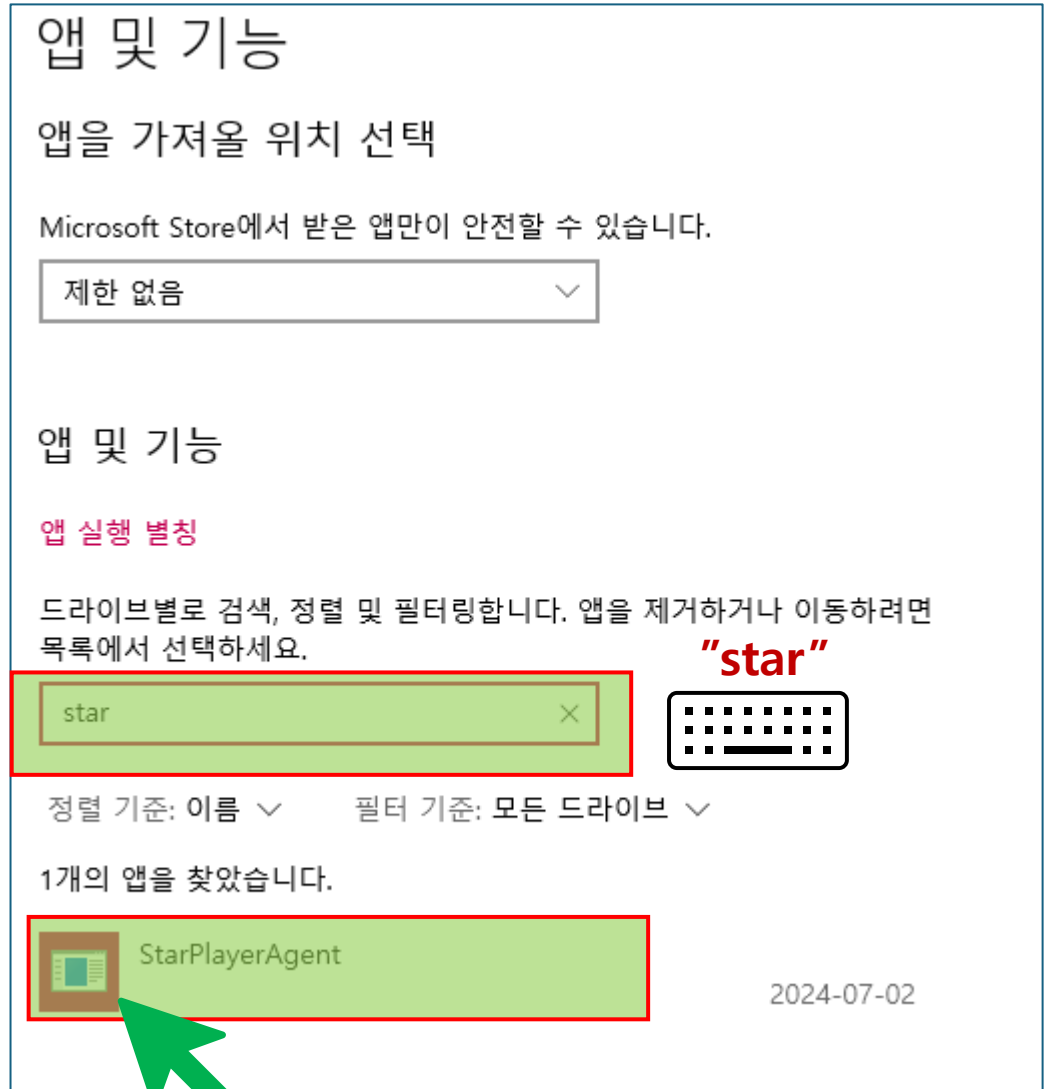 앱 및 기능
앱을 가져올 위치 선택
Microsoft Store에서 받은 앱만이 안전할 수 있습니다.
제한 없음
앱 및 기능
앱 실행 별칭
드라이브별로 검색, 정렬 및 필터링합니다. 앱을 제거하거나 이동하려면
목록에서 선택하세요.
"star"
star
정렬 기준: 이름 필터 기준: 모든 드라이브
1개의 앱을 찾았습니다.
StarPlayerAgent
2024-07-02